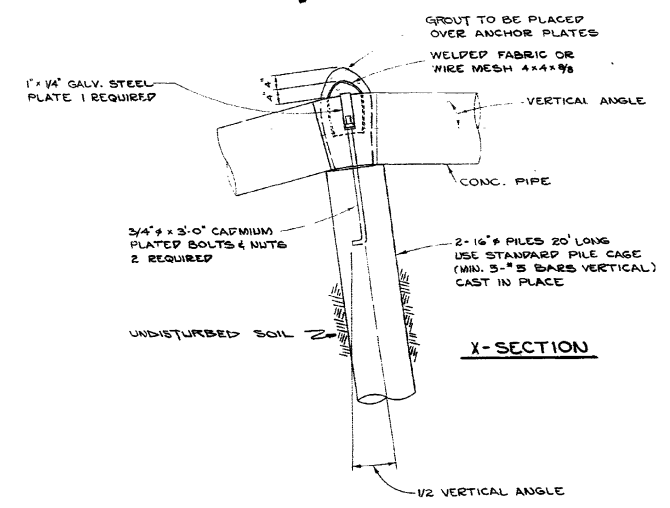 GROUT TO BE PLACED
OVER ANCHOR PLATES
WELDED FABRIC OR
WIRE MESH 4x4x8/8
4"
4"
1" x 1/4" GALV. STEEL
PLATE 1 REQUIRED
VERTICAL ANGLE
CONC. PIPE
3/4"φ x 3'-0" CADMIUM
PLATED BOLTS & NUTS
2 REQUIRED
2-16"φ PILES 20' LONG
USE STANDARD PILE CAGE
(MIN. 5-#5 BARS VERTICAL)
CAST IN PLACE
UNDISTURBED SOIL
X-SECTION
1/2 VERTICAL ANGLE